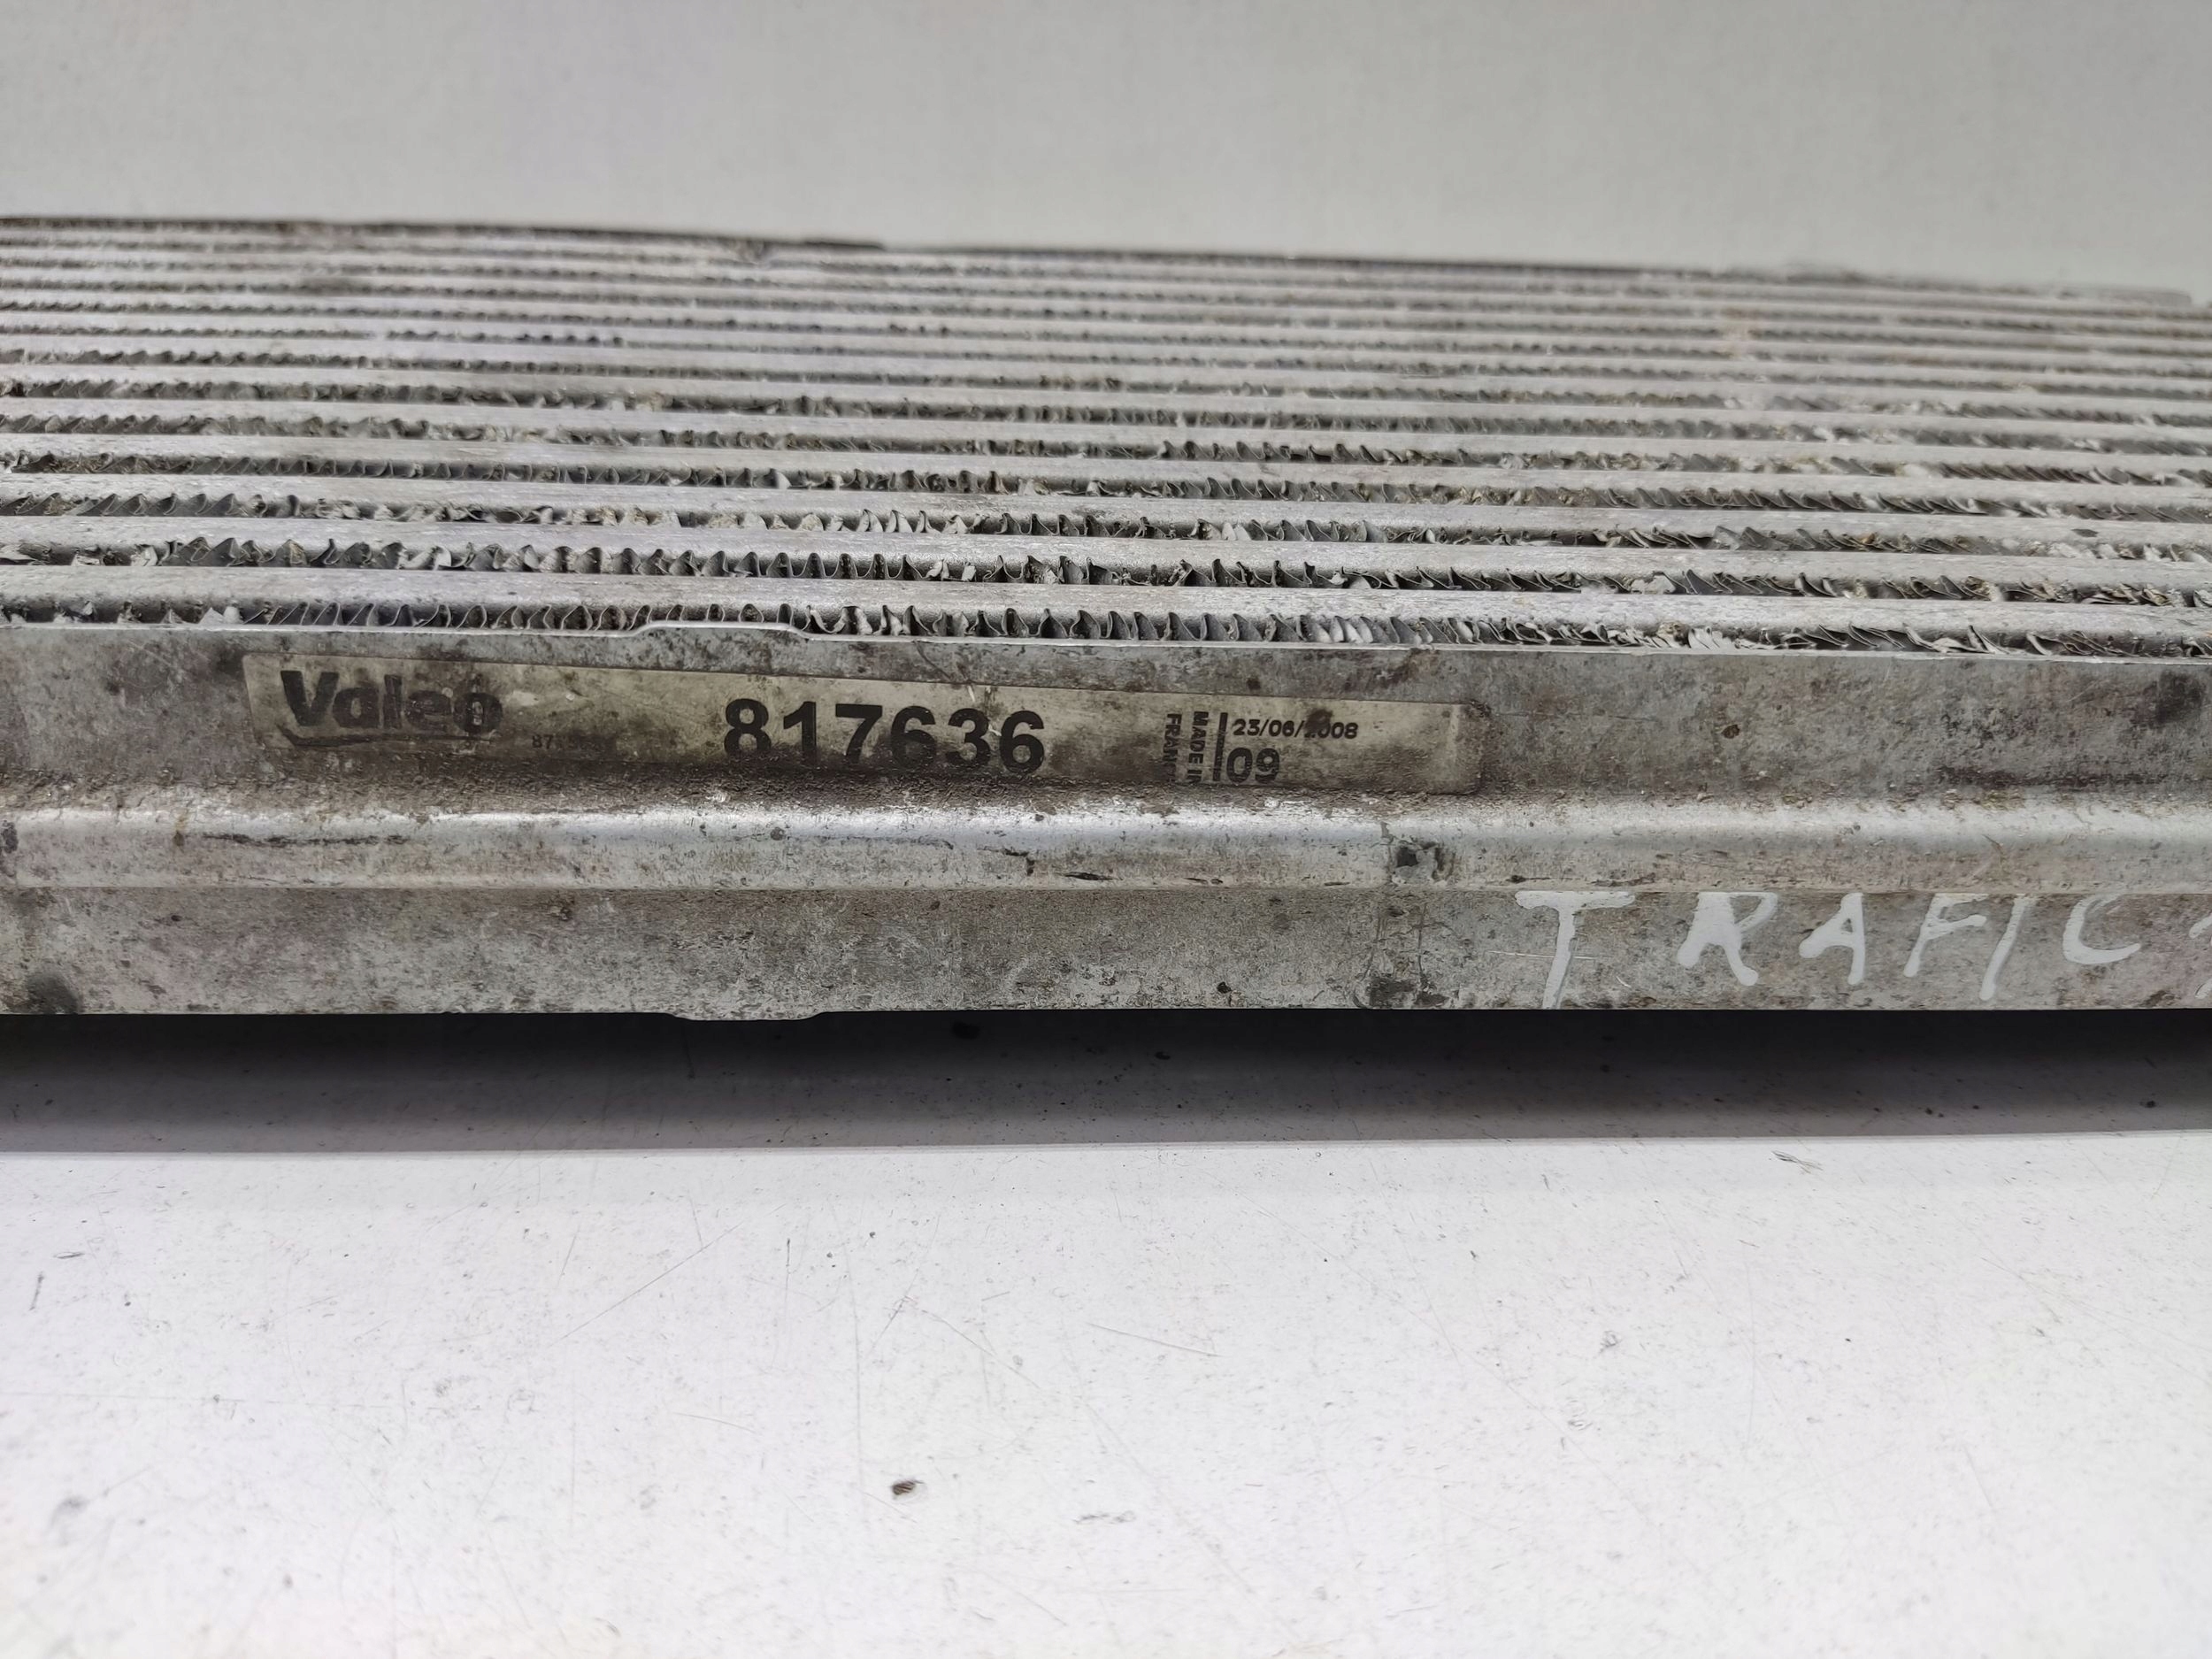 Valeo
817636
MADE IN
23/06/2008
09
TRAFIC